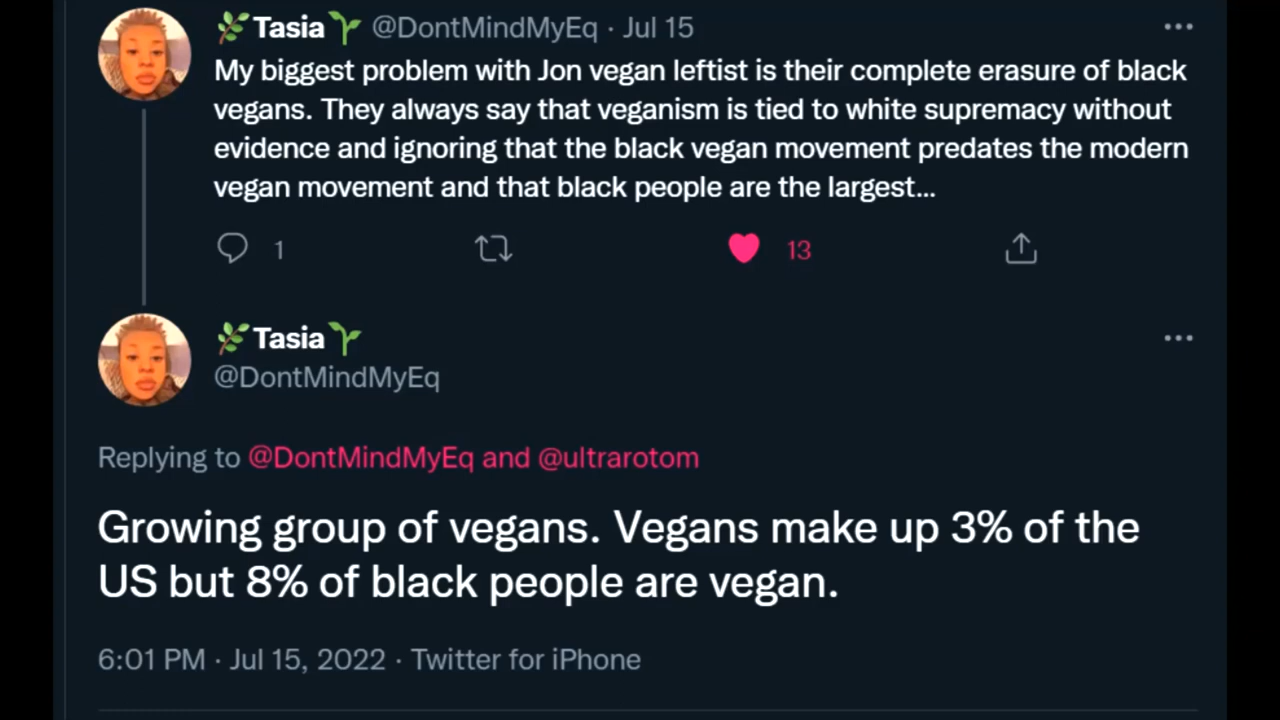 🌿Tasia🌱 @DontMindMyEq · Jul 15
My biggest problem with Jon vegan leftist is their complete erasure of black
vegans. They always say that veganism is tied to white supremacy without
evidence and ignoring that the black vegan movement predates the modern
vegan movement and that black people are the largest...
1
13
🌿Tasia🌱
@DontMindMyEq
Replying to @DontMindMyEq and @ultrarotom
Growing group of vegans. Vegans make up 3% of the
US but 8% of black people are vegan.
6:01 PM · Jul 15, 2022 · Twitter for iPhone